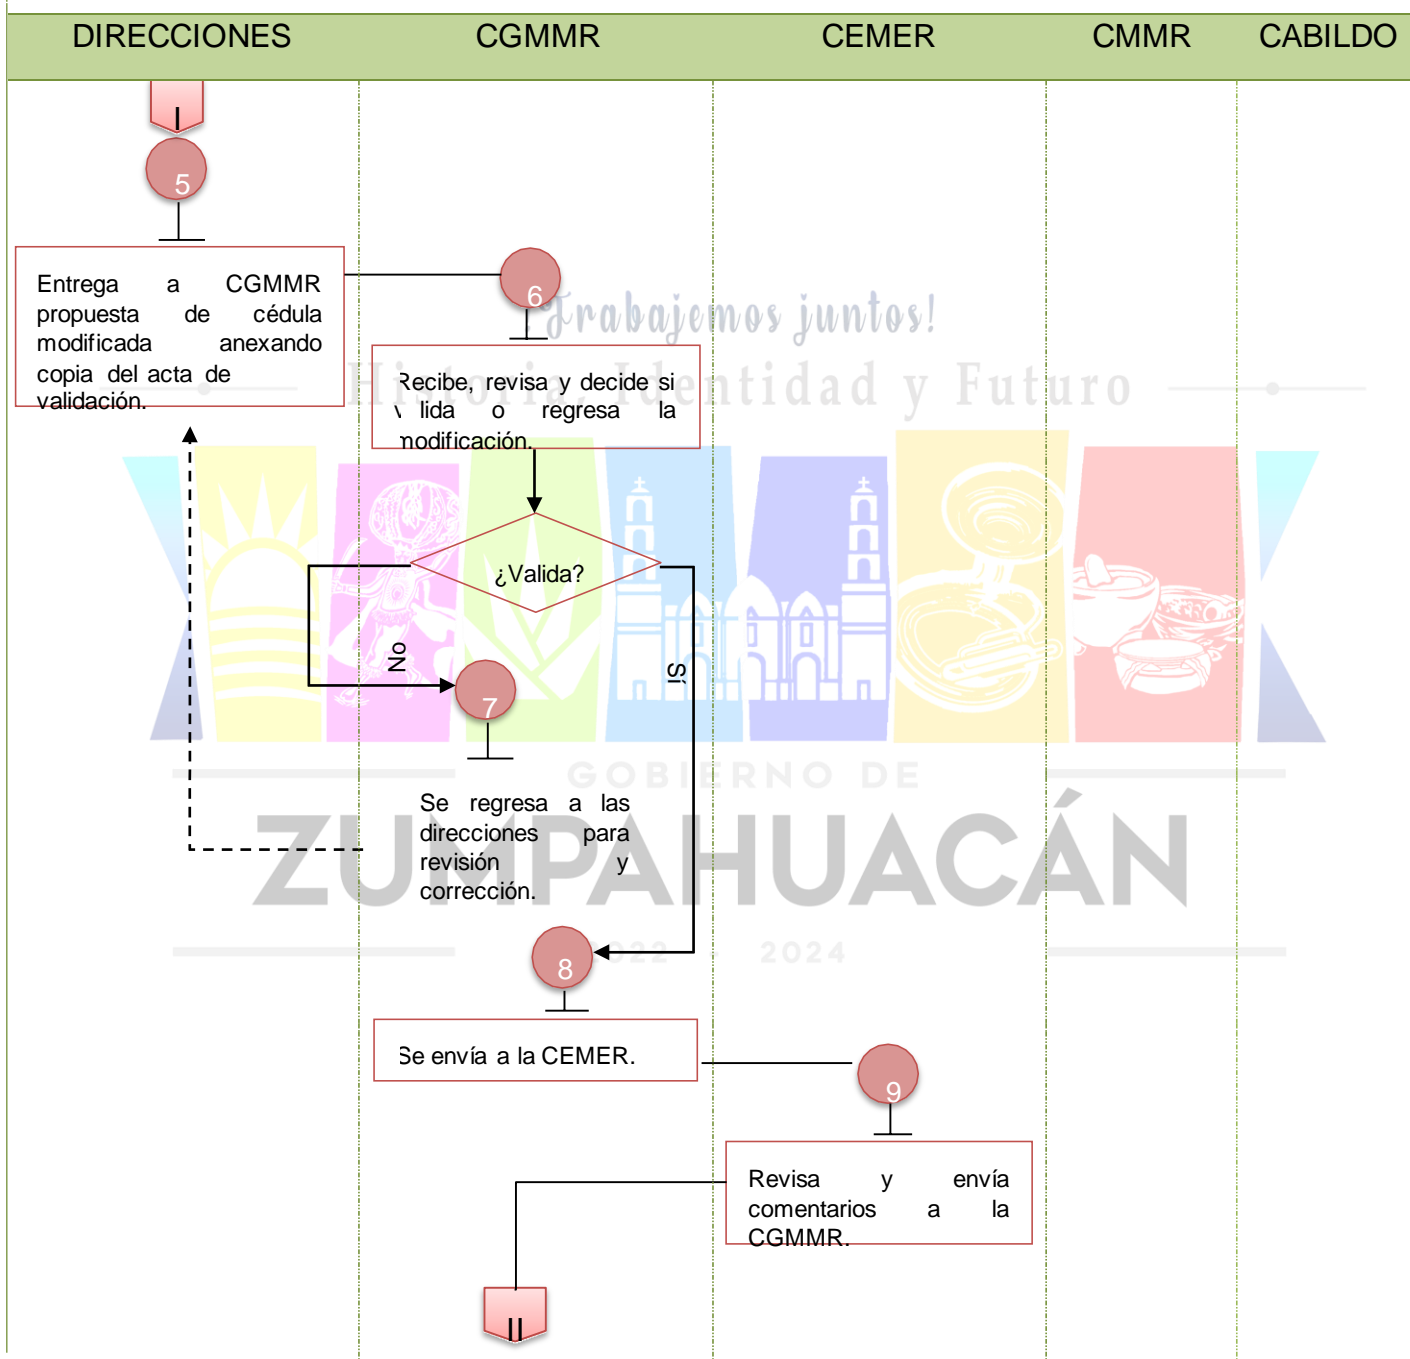 DIRECCIONES CGMMR CEMER CMMR CABILDO
I
5
Entrega a CGMMR
propuesta de cédula
modificada anexando
copia del acta de
validación.
6
¡Trabajemos juntos!
Historia, Identidad y Futuro
Recibe, revisa y decide si
v lida o regresa la
modificación.
¿Valida?
No
Sí
7
GOBIERNO DE
ZUMPAHUACÁN
2022 - 2024
Se regresa a las
direcciones para
revisión y
corrección.
8
Se envía a la CEMER.
9
Revisa y envía
comentarios a la
CGMMR.
II